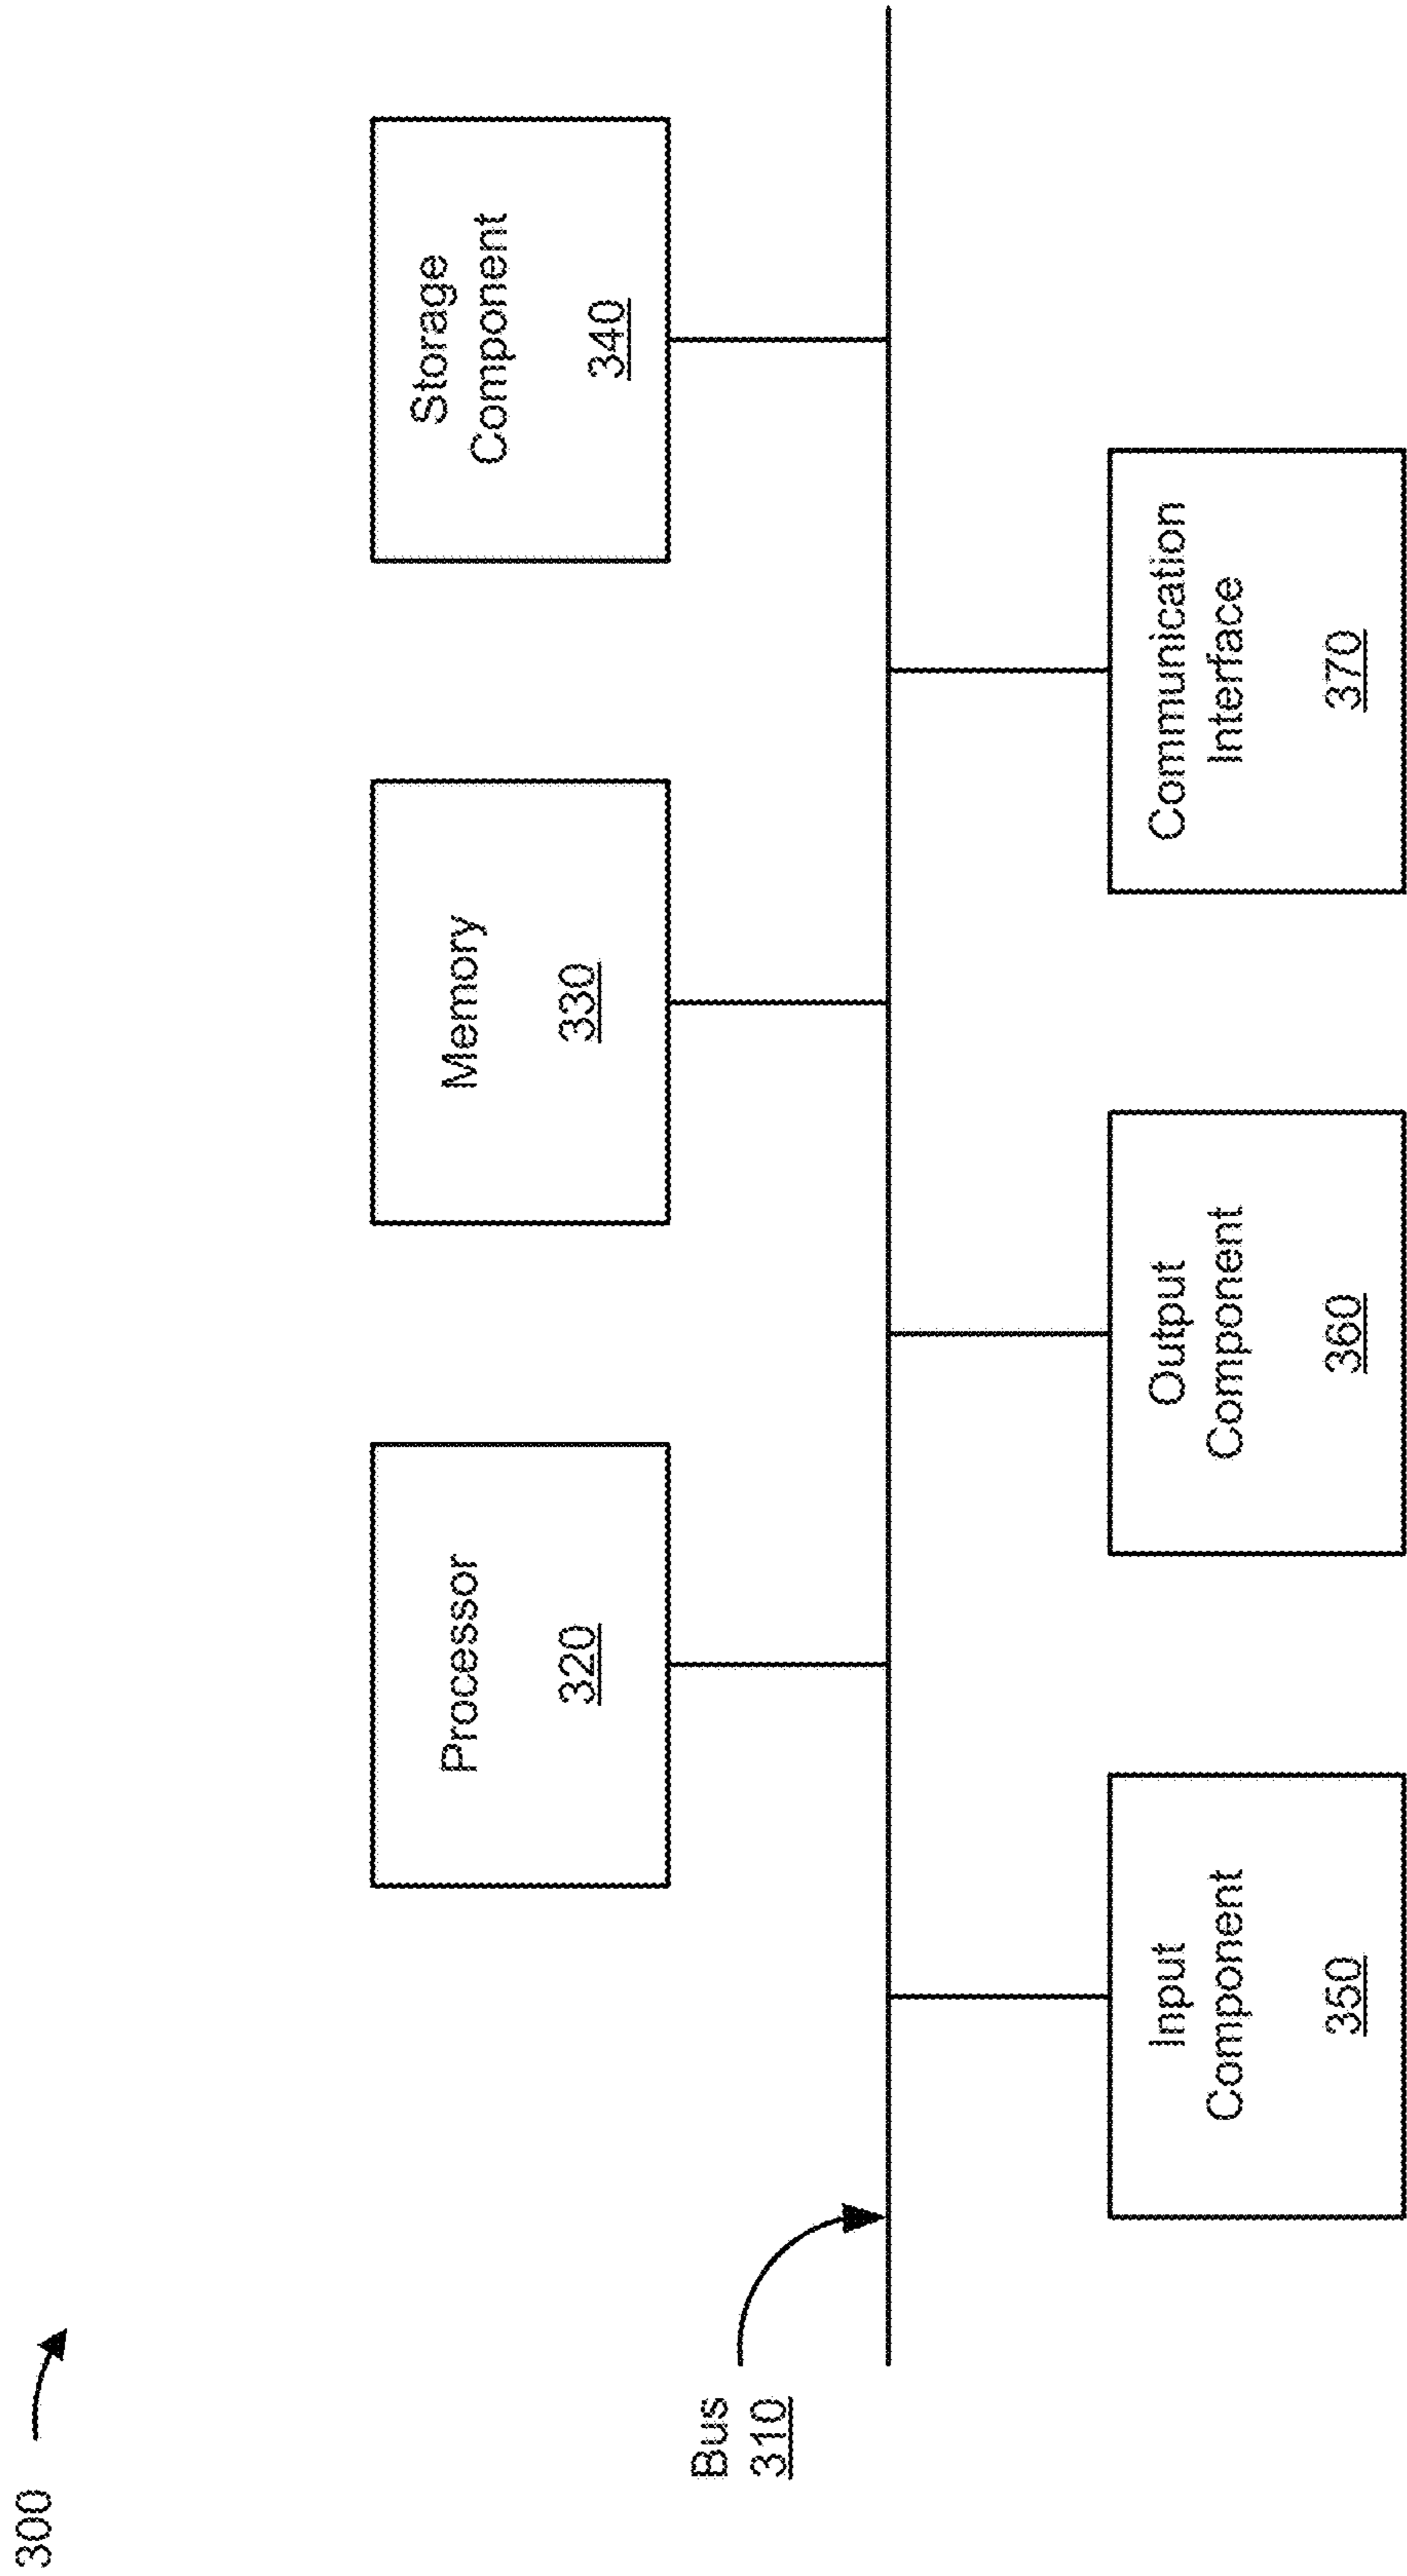 300
Processor
320
Memory
330
Storage
Component
340
Bus
310
Input
Component
350
Output
Component
360
Communication
Interface
370